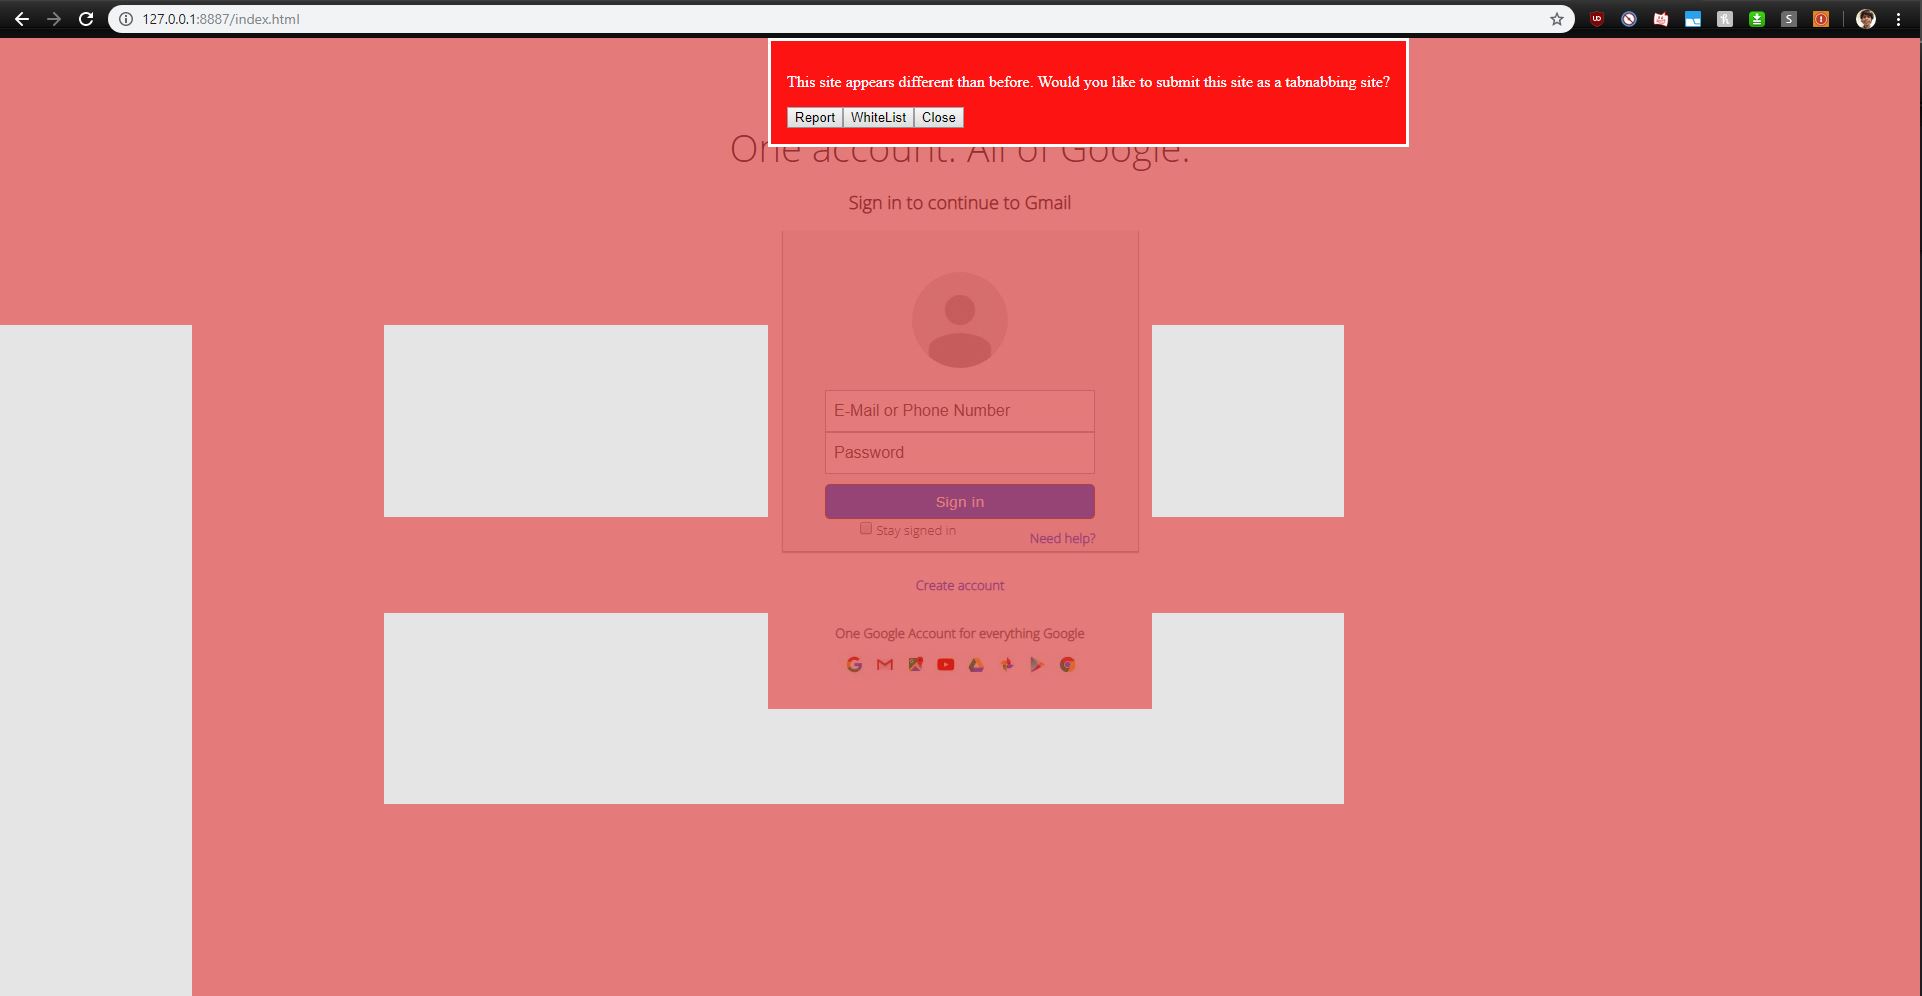 127.0.0.1:8887/index.html
This site appears different than before. Would you like to submit this site as a tabnabbing site?
Report WhiteList Close
One account. All of Google.
Sign in to continue to Gmail
E-Mail or Phone Number
Password
Sign in
Stay signed in
Need help?
Create account
One Google Account for everything Google